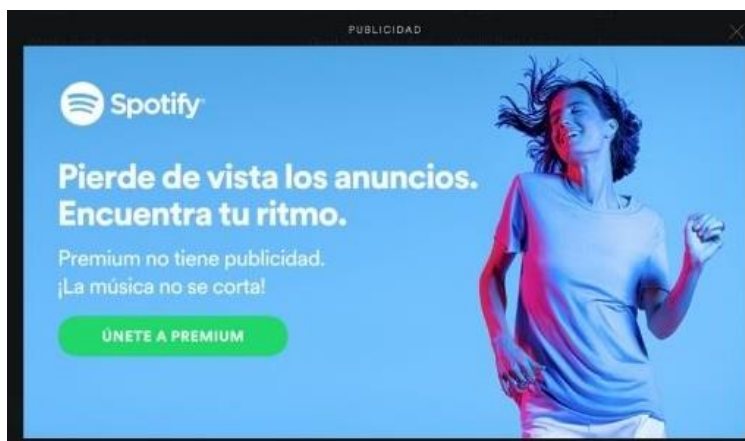 PUBLICIDAD
Spotify
Pierde de vista los anuncios.
Encuentra tu ritmo.
Premium no tiene publicidad.
¡La música no se corta!
ÚNETE A PREMIUM